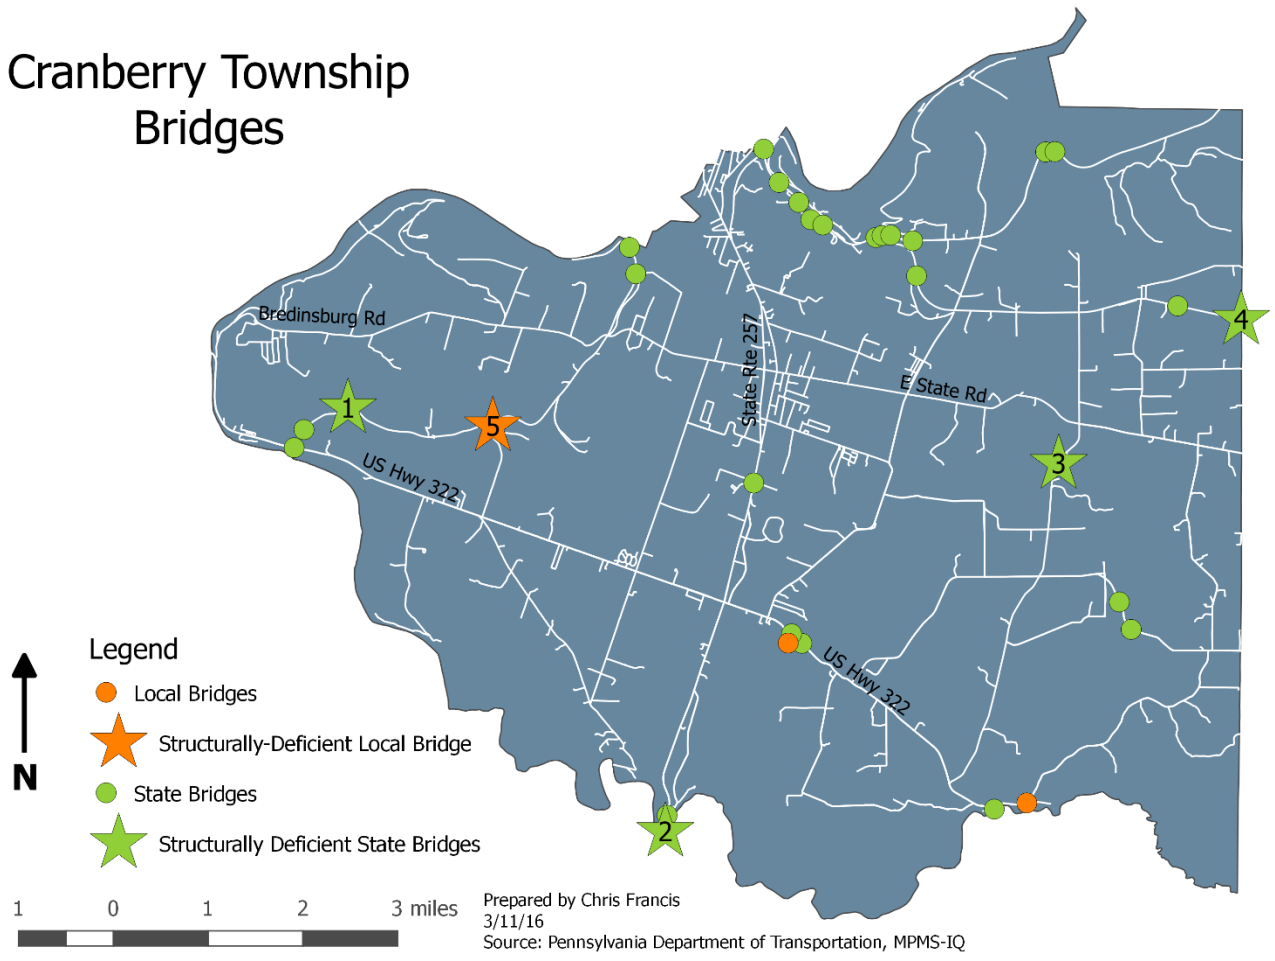 Cranberry Township
Bridges
Bredinsburg Rd
State Rte 257
E State Rd
4
1
5
3
US Hwy 322
US Hwy 322
2
Legend
Local Bridges
Structurally-Deficient Local Bridge
State Bridges
Structurally Deficient State Bridges
N
1 0 1 2 3 miles
Prepared by Chris Francis
3/11/16
Source: Pennsylvania Department of Transportation, MPMS-IQ